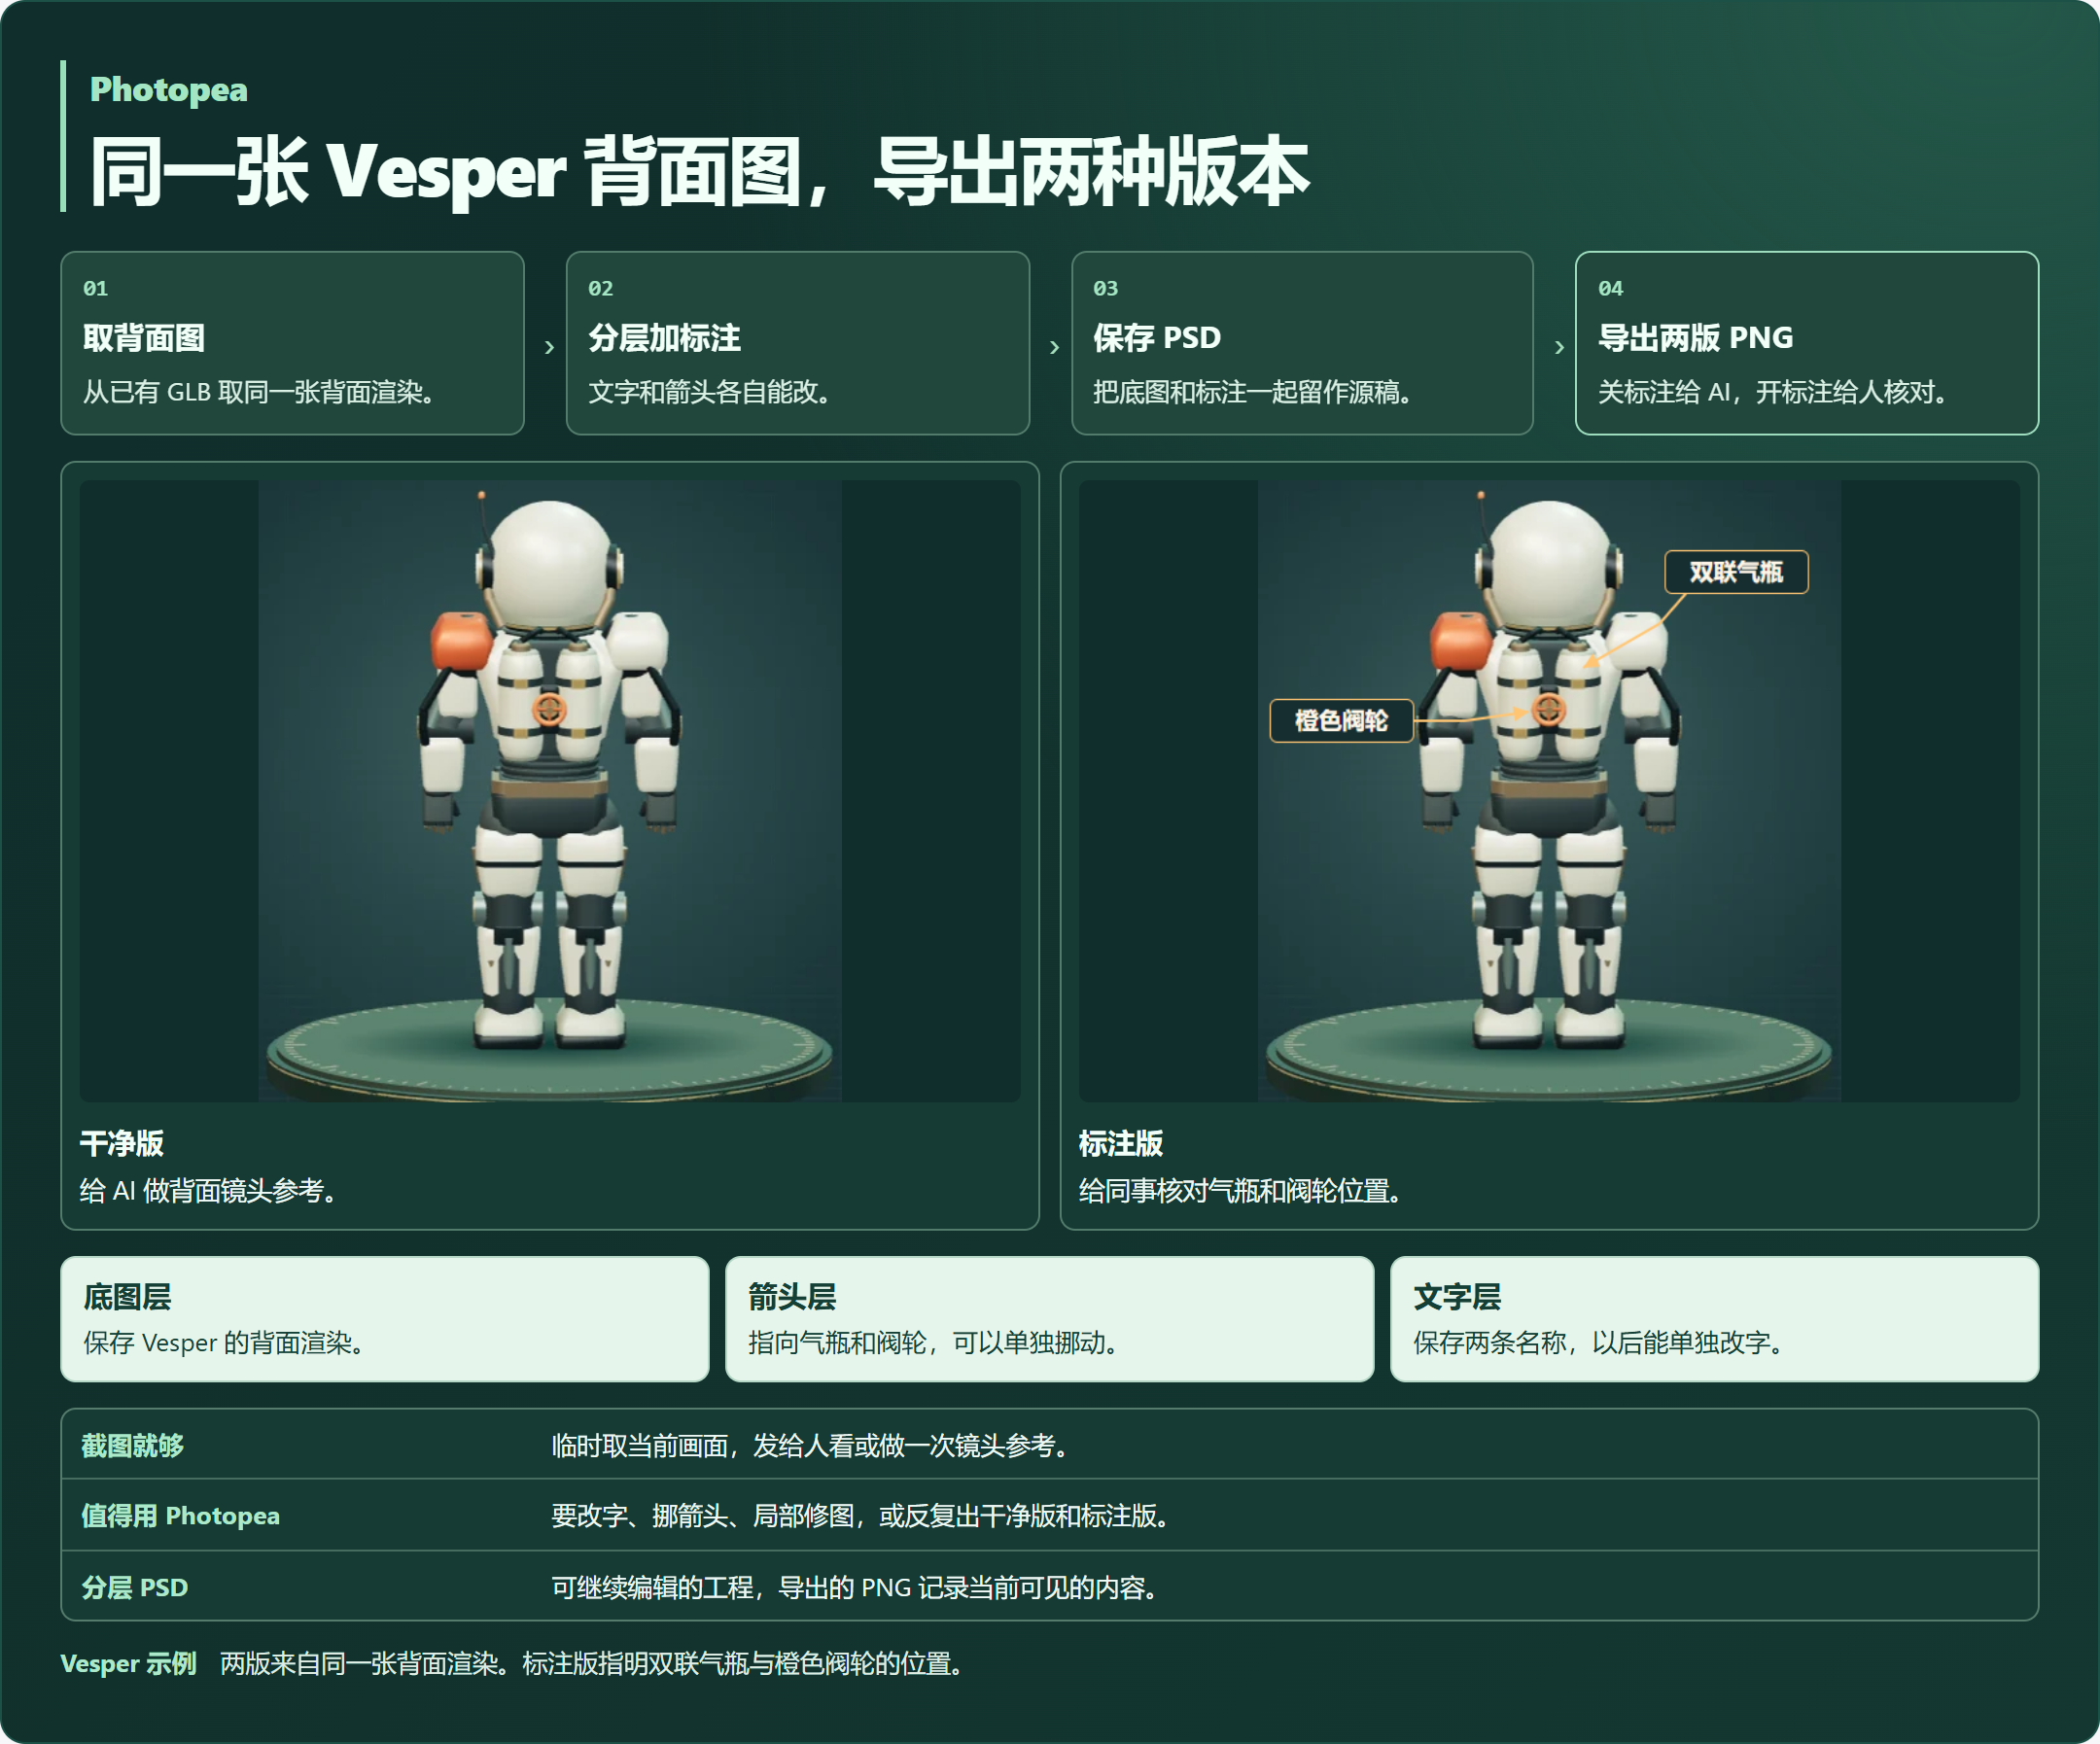 Photopea
同一张 Vesper 背面图，导出两种版本
01
取背面图
从已有 GLB 取同一张背面渲染。
›
02
分层加标注
文字和箭头各自能改。
›
03
保存 PSD
把底图和标注一起留作源稿。
›
04
导出两版 PNG
关标注给 AI，开标注给人核对。
干净版
给 AI 做背面镜头参考。
双联气瓶
橙色阀轮
标注版
给同事核对气瓶和阀轮位置。
底图层
保存 Vesper 的背面渲染。
箭头层
指向气瓶和阀轮，可以单独挪动。
文字层
保存两条名称，以后能单独改字。
截图就够 临时取当前画面，发给人看或做一次镜头参考。
值得用 Photopea 要改字、挪箭头、局部修图，或反复出干净版和标注版。
分层 PSD 可继续编辑的工程，导出的 PNG 记录当前可见的内容。
Vesper 示例 两版来自同一张背面渲染。标注版指明双联气瓶与橙色阀轮的位置。